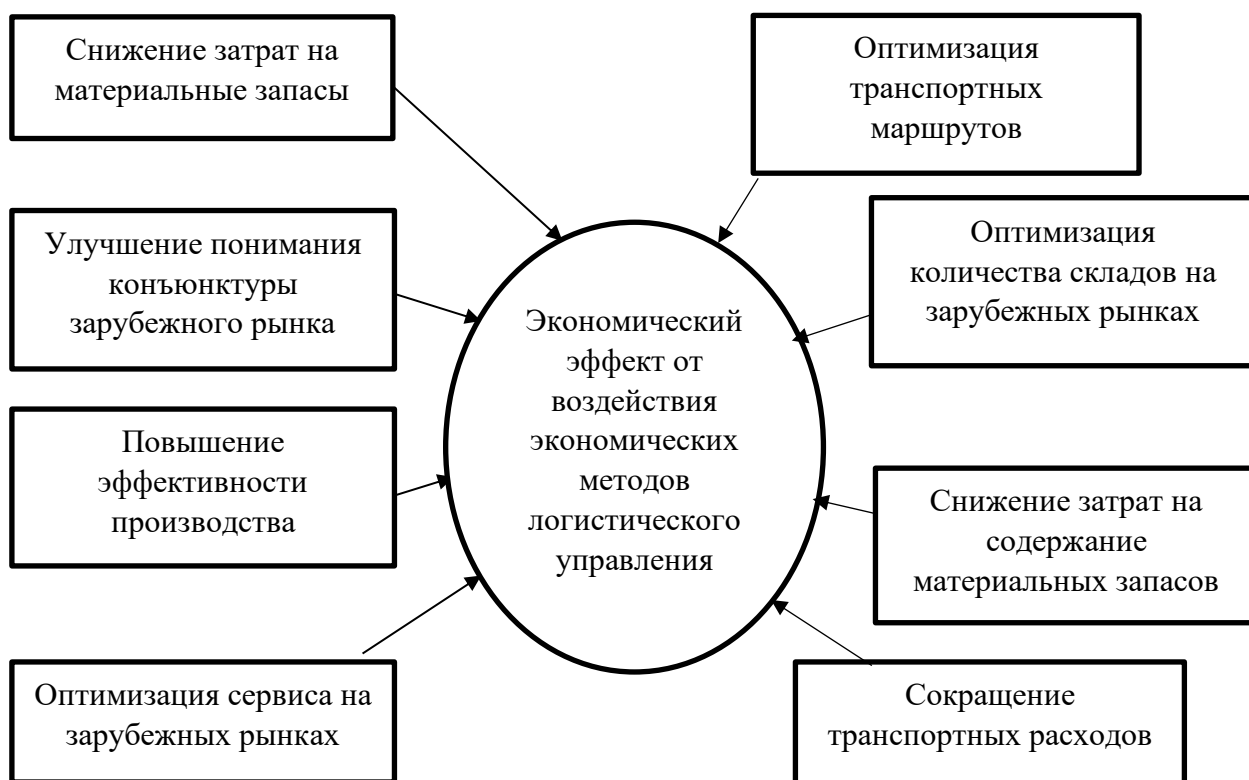 Снижение затрат на
материальные запасы
Оптимизация
транспортных
маршрутов
Улучшение понимания
конъюнктуры
зарубежного рынка
Оптимизация
количества складов на
зарубежных рынках
Экономический
эффект от
воздействия
экономических
методов
логистического
управления
Повышение
эффективности
производства
Снижение затрат на
содержание
материальных запасов
Оптимизация сервиса на
зарубежных рынках
Сокращение
транспортных расходов